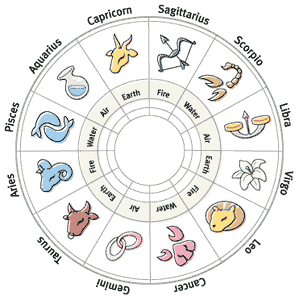 Capricorn
Sagittarius
Scorpio
Libra
Virgo
Leo
Cancer
Gemini
Taurus
Aries
Pisces
Aquarius
Earth
Fire
Water
Air
Earth
Fire
Water
Air
Earth
Fire
Water
Air